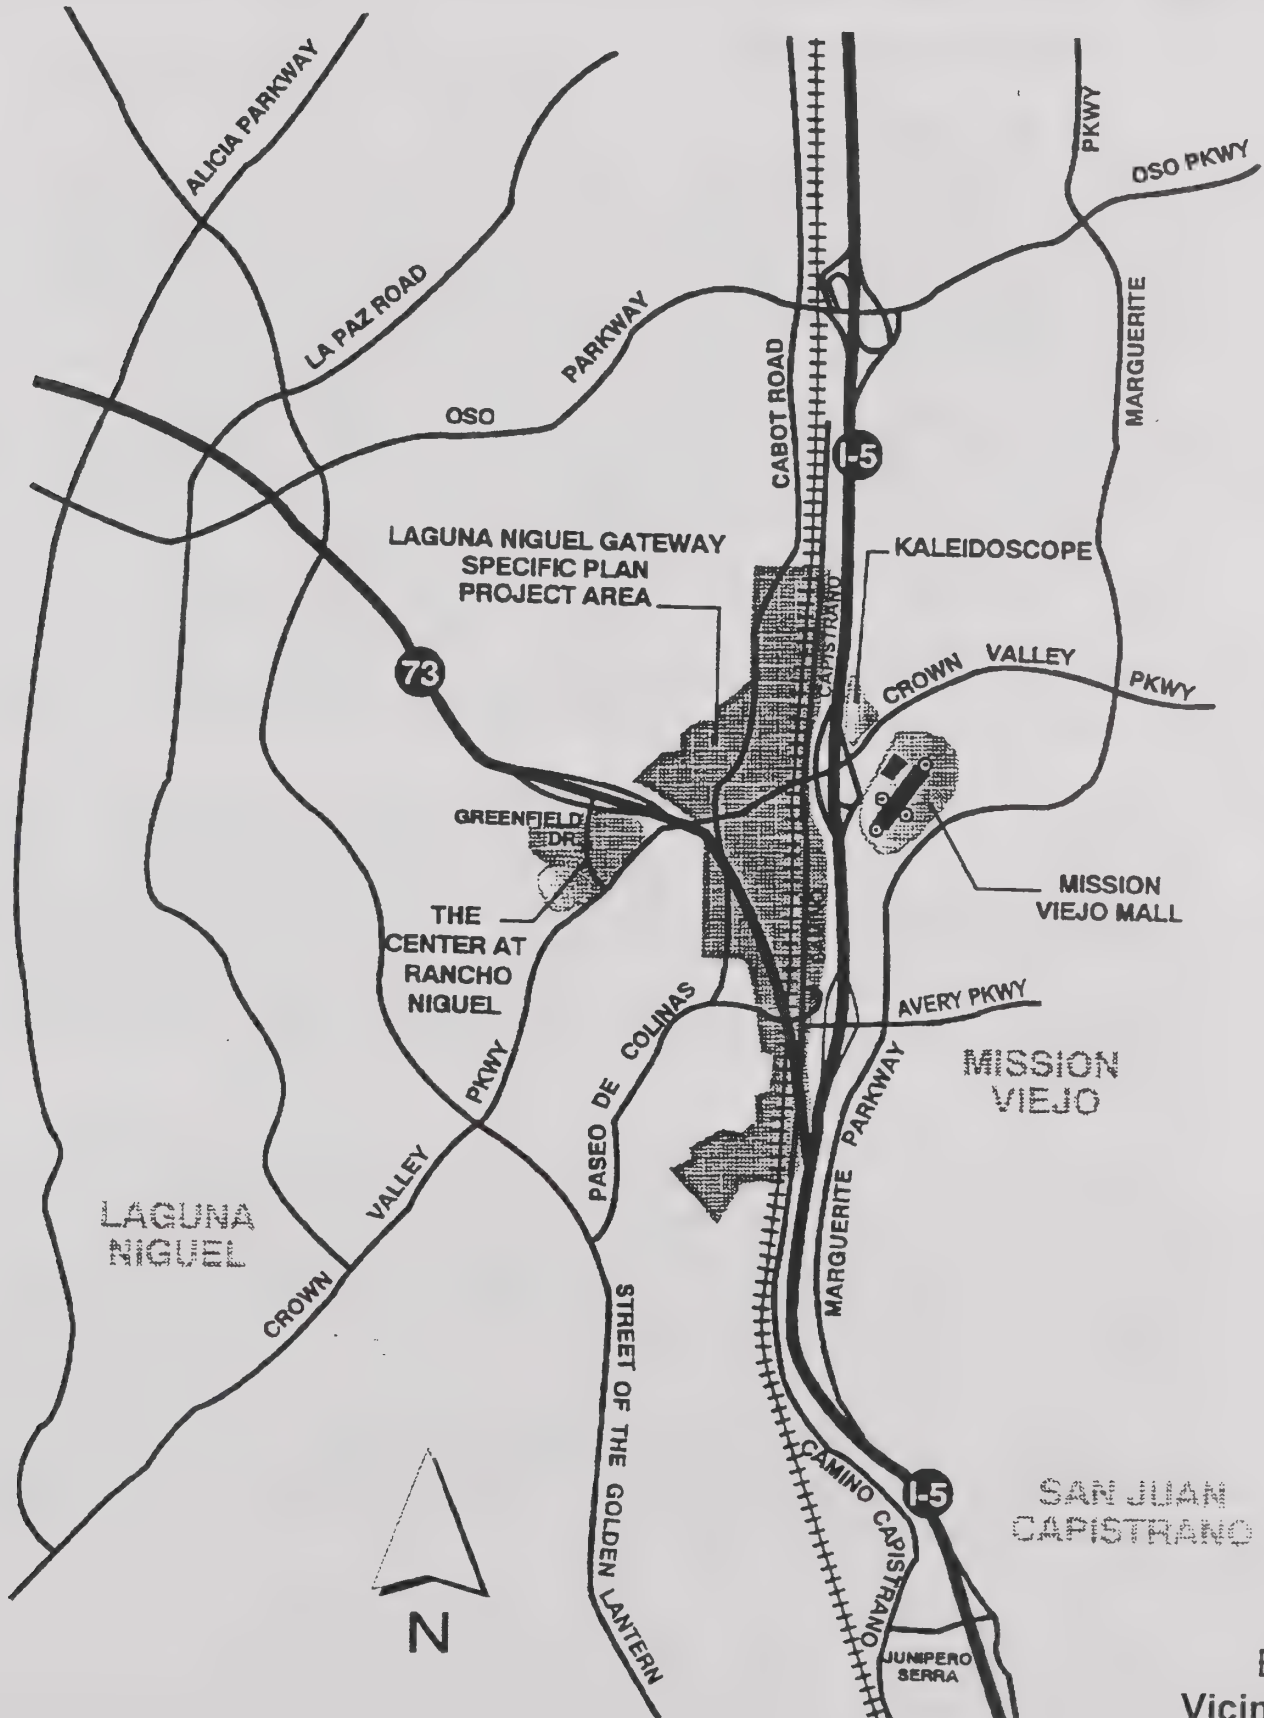 ALICIA PARKWAY
LA PAZ ROAD
OSO
PARKWAY
CABOT ROAD
PKWY
OSO PKWY
MARGUERITE
I-5
LAGUNA NIGUEL GATEWAY
SPECIFIC PLAN
PROJECT AREA
KALEIDOSCOPE
CAPISTRANO
CROWN
VALLEY
PKWY
73
GREENFIELD
DR.
THE
CENTER AT
RANCHO
NIGUEL
MISSION
VIEJO MALL
CAMINO
AVERY PKWY
PASEO DE COLINAS
MISSION
VIEJO
MARGUERITE PARKWAY
CROWN
VALLEY
PKWY
LAGUNA
NIGUEL
STREET OF THE GOLDEN LANTERN
CAMINO CAPISTRANO
I-5
SAN JUAN
CAPISTRANO
JUNIPERO
SERRA
N
Vicin